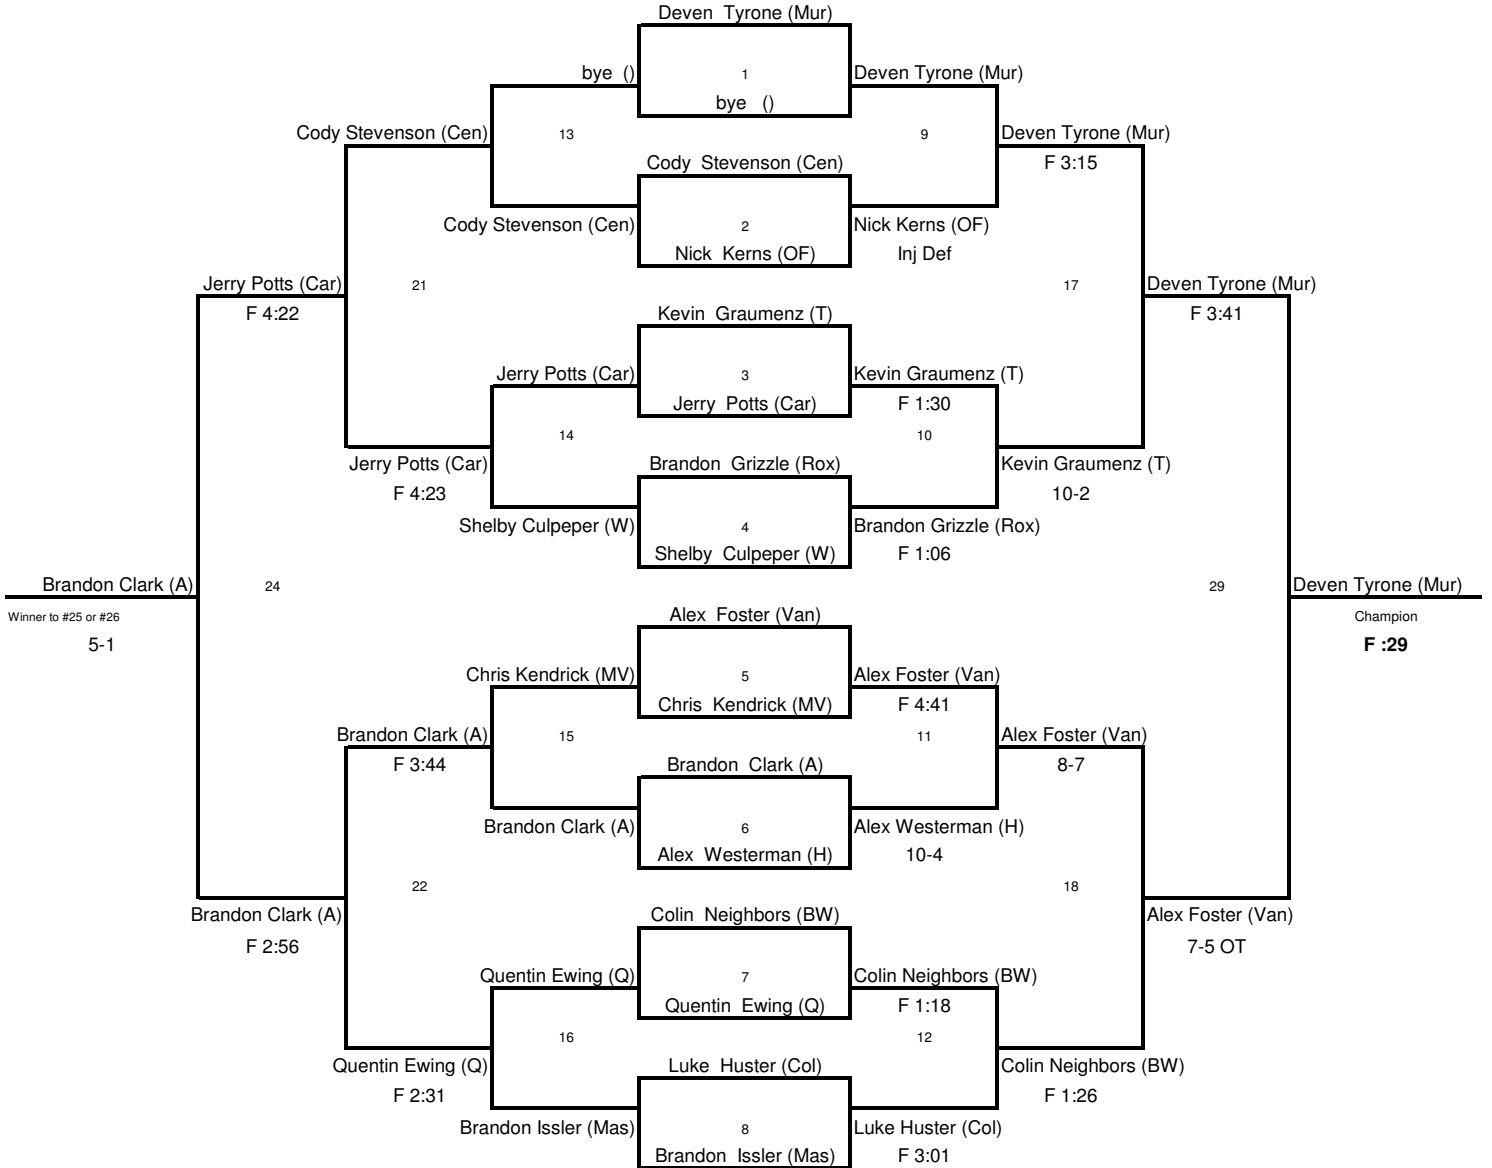 Deven Tyrone (Mur)
bye () 1 Deven Tyrone (Mur)
bye ()
Cody Stevenson (Cen) 13 9 Deven Tyrone (Mur)
Cody Stevenson (Cen) F 3:15
Cody Stevenson (Cen) 2 Nick Kerns (OF)
Nick Kerns (OF) Inj Def
Jerry Potts (Car) 21 17 Deven Tyrone (Mur)
F 4:22 Kevin Graumenz (T) F 3:41
Jerry Potts (Car) 3 Kevin Graumenz (T)
Jerry Potts (Car) F 1:30
14 10
Jerry Potts (Car) Brandon Grizzle (Rox) Kevin Graumenz (T)
F 4:23 10-2
Shelby Culpeper (W) 4 Brandon Grizzle (Rox)
Shelby Culpeper (W) F 1:06
Brandon Clark (A) 24 29 Deven Tyrone (Mur)
Winner to #25 or #26 Alex Foster (Van) Champion
5-1 F :29
Chris Kendrick (MV) 5 Alex Foster (Van)
Chris Kendrick (MV) F 4:41
Brandon Clark (A) 15 11 Alex Foster (Van)
F 3:44 Brandon Clark (A) 8-7
Brandon Clark (A) 6 Alex Westerman (H)
Alex Westerman (H) 10-4
22 18
Brandon Clark (A) Colin Neighbors (BW) Alex Foster (Van)
F 2:56 7-5 OT
Quentin Ewing (Q) 7 Colin Neighbors (BW)
Quentin Ewing (Q) F 1:18
16 12
Quentin Ewing (Q) Luke Huster (Col) Colin Neighbors (BW)
F 2:31 F 1:26
Brandon Issler (Mas) 8 Luke Huster (Col)
Brandon Issler (Mas) F 3:01